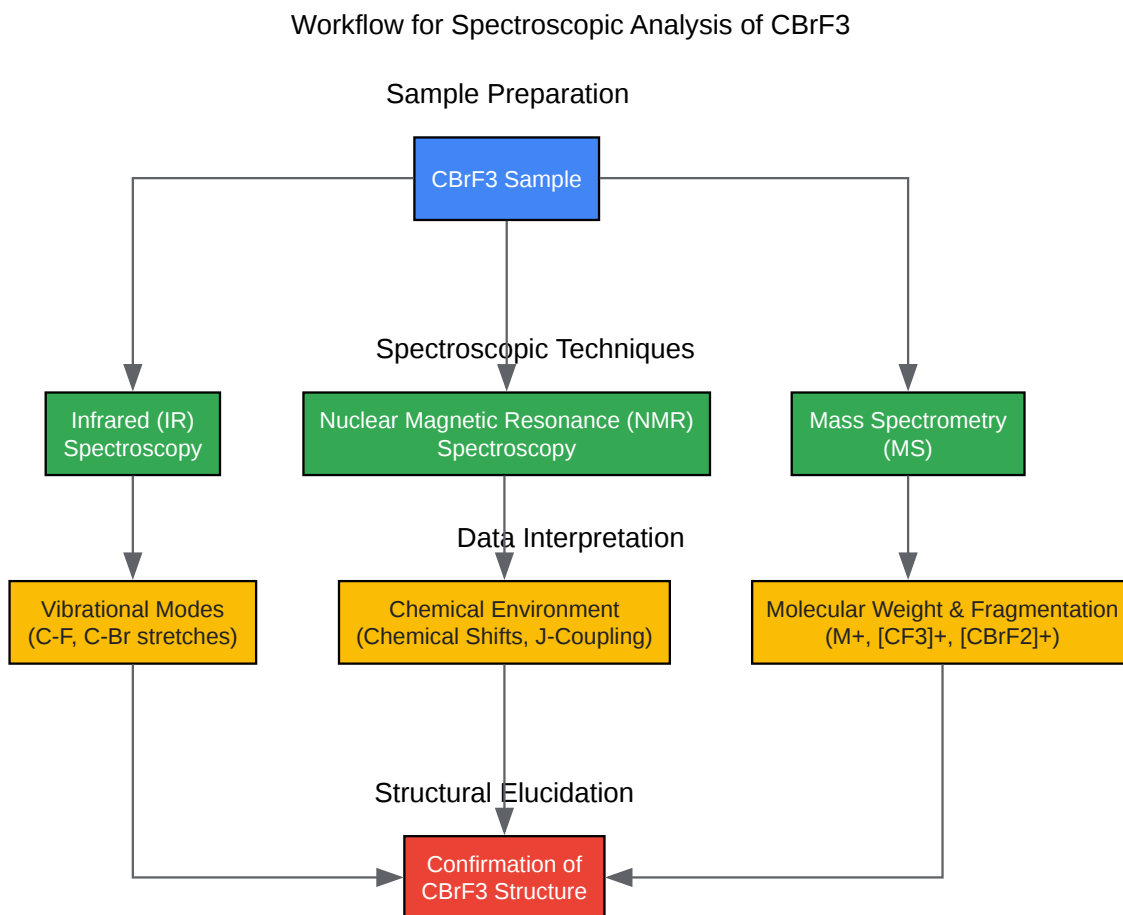 Workflow for Spectroscopic Analysis of CBrF3
Sample Preparation
CBrF3 Sample
Spectroscopic Techniques
Infrared (IR)
Spectroscopy
Nuclear Magnetic Resonance (NMR)
Spectroscopy
Mass Spectrometry
(MS)
Data Interpretation
Vibrational Modes
(C-F, C-Br stretches)
Chemical Environment
(Chemical Shifts, J-Coupling)
Molecular Weight & Fragmentation
(M+, [CF3]+, [CBrF2]+)
Structural Elucidation
Confirmation of
CBrF3 Structure